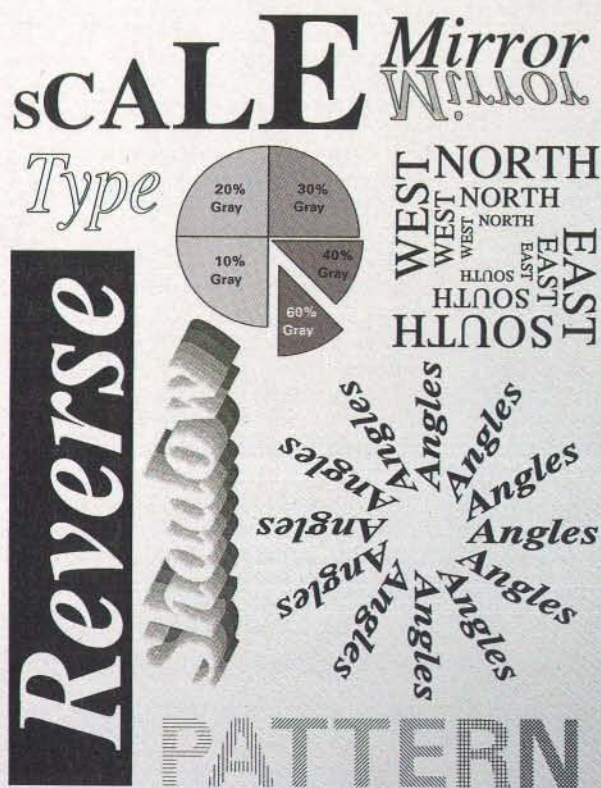 SCALE
Mirror
Mirror
Type
20%
Gray
30%
Gray
10%
Gray
40%
Gray
60%
Gray
WEST
NORTH
WEST
NORTH
WEST
NORTH
EAST
SOUTH
EAST
SOUTH
EAST
SOUTH
Reverse
Shadow
Angles
Angles
Angles
Angles
Angles
Angles
Angles
Angles
Angles
Angles
Angles
Angles
PATTERN